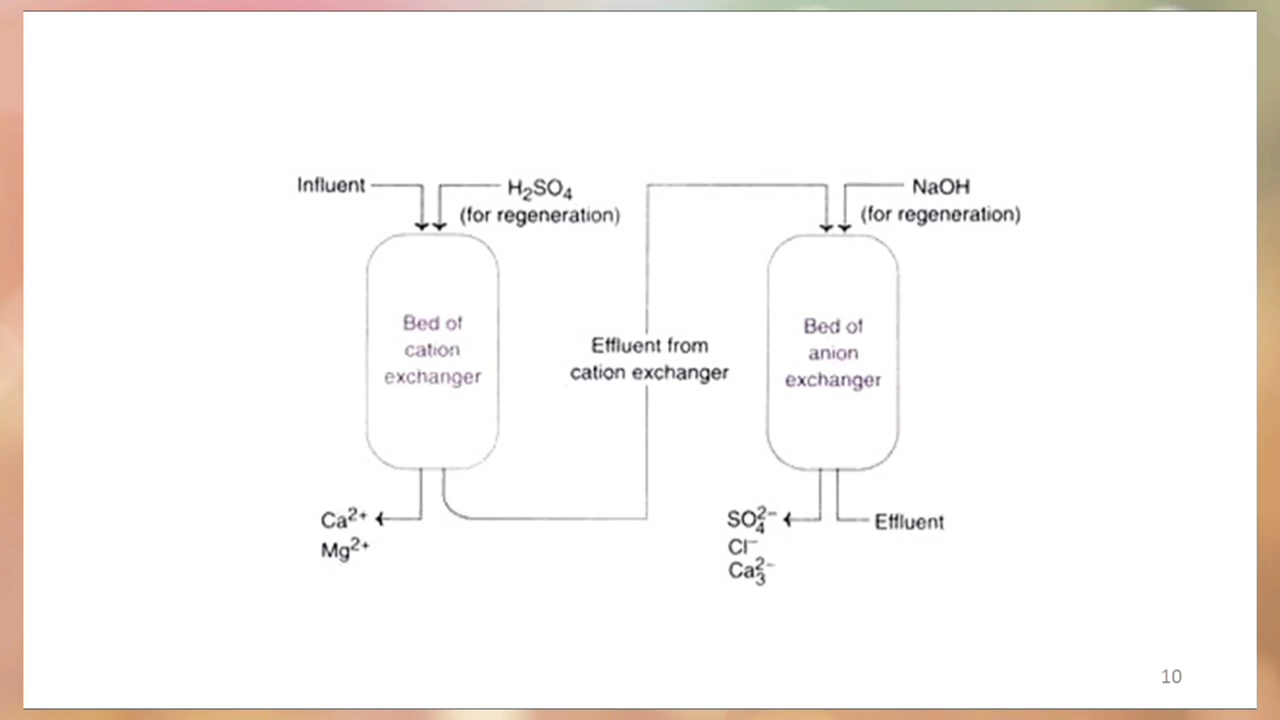 Influent
H₂SO₄
(for regeneration)
NaOH
(for regeneration)
Bed of
cation
exchanger
Effluent from
cation exchanger
Bed of
anion
exchanger
Ca²⁺
Mg²⁺
SO₄²⁻
Cl⁻
Ca₃²⁻
Effluent
10